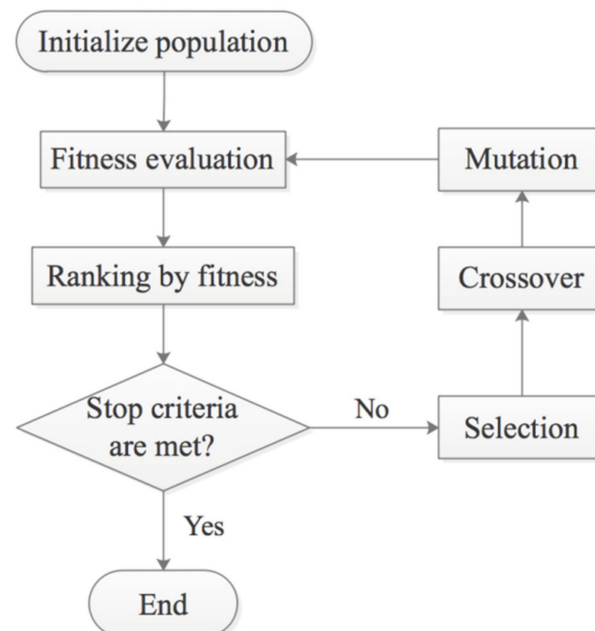 Initialize population
Fitness evaluation
Mutation
Ranking by fitness
Crossover
Stop criteria
are met?
No
Selection
Yes
End